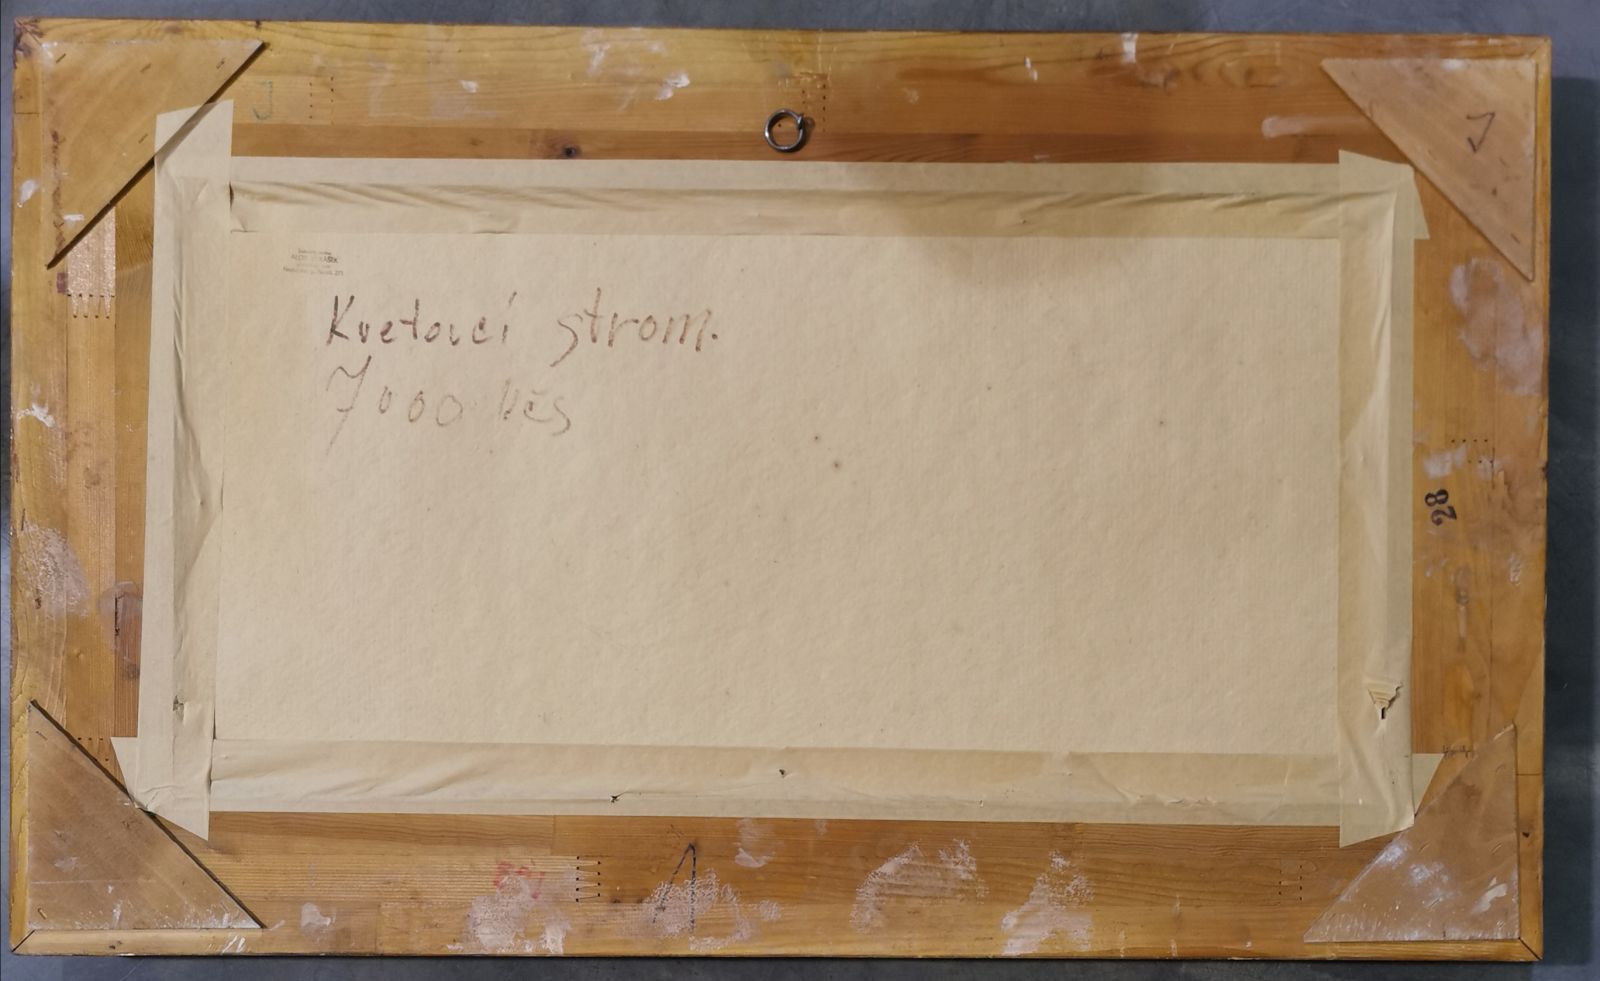 Kvetoucí strom.
7000 Kčs
28